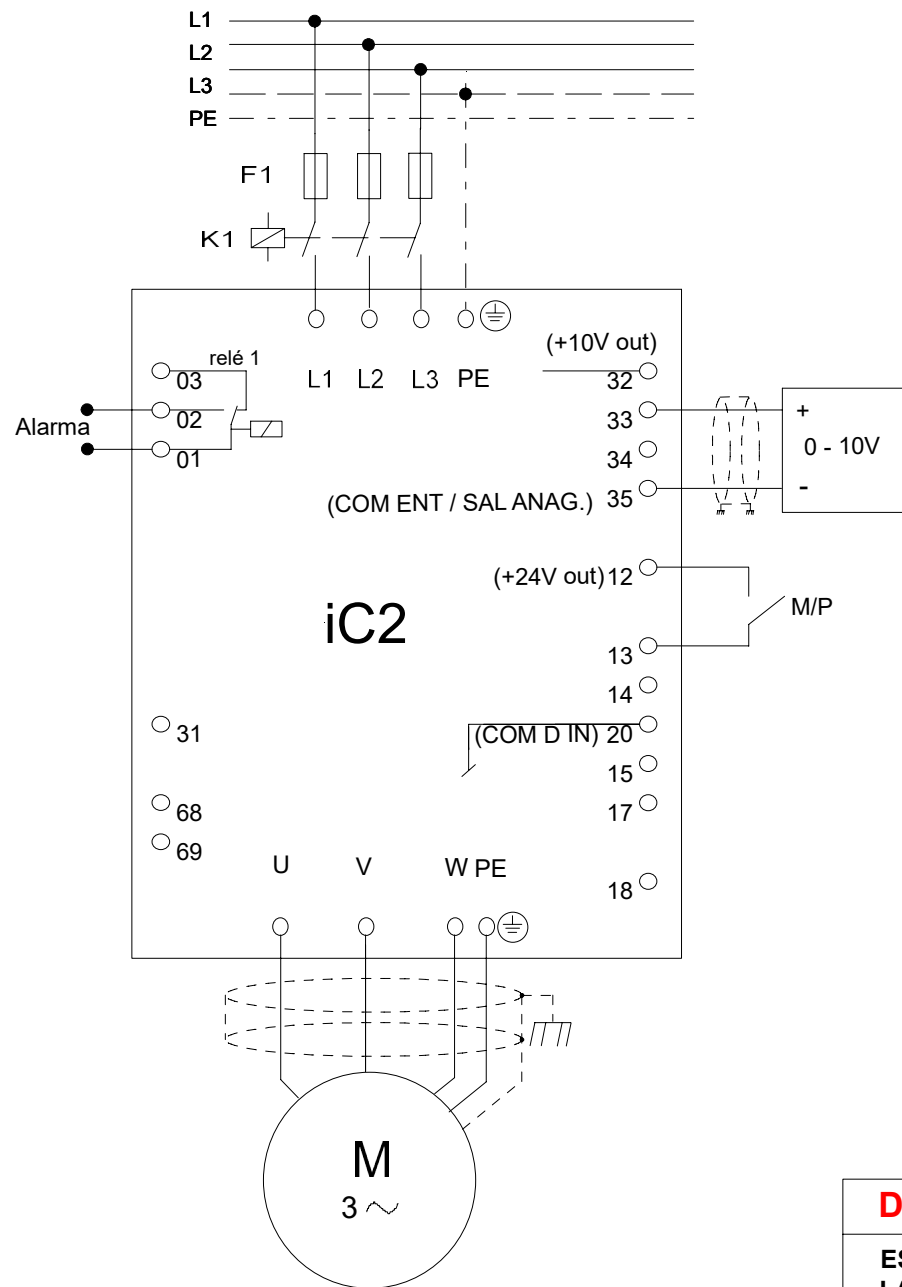 L1
L2
L3
PE
F1
K1
relé 1
03
02
01
Alarma
L1 L2 L3 PE
(+10V out)
32
33
34
(COM ENT / SAL ANAG.) 35
+
0 - 10V
-
(+24V out) 12
M/P
13
14
iC2
(COM D IN) 20
15
17
18
31
68
69
U V W PE
M
3 ~
D
ES